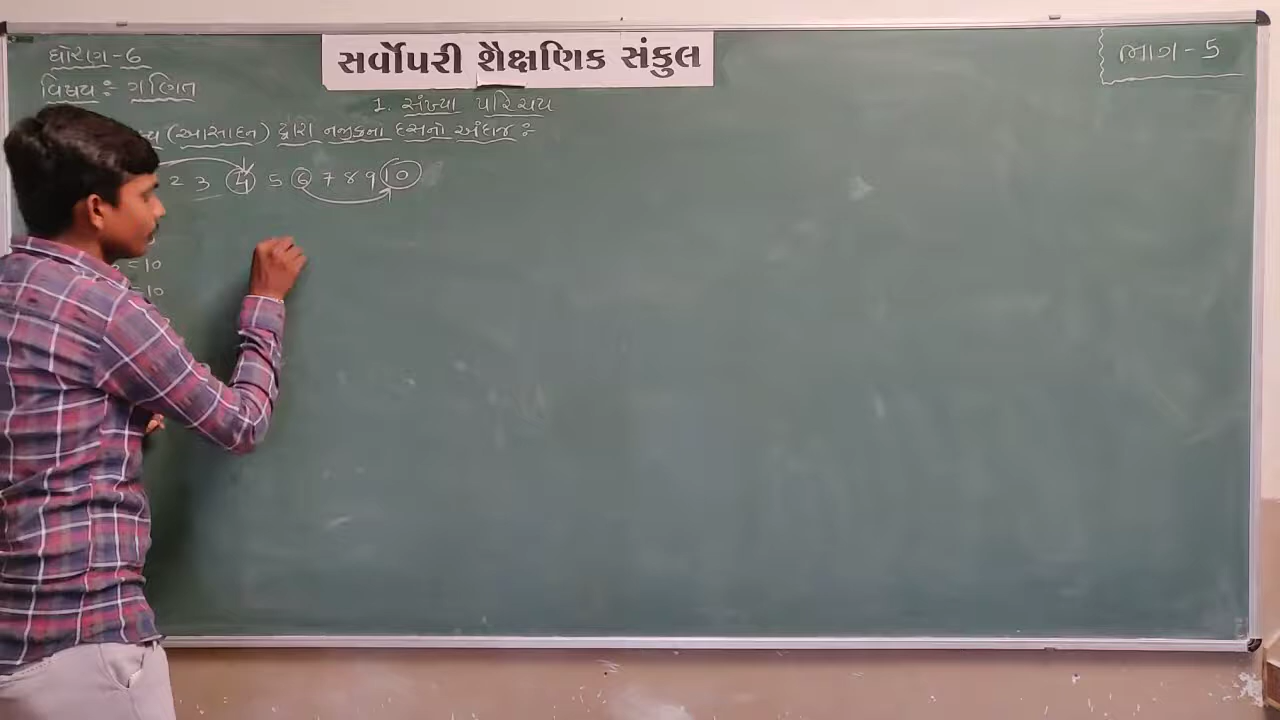 ધોરણ-6
સર્વોપરી શૈક્ષણિક સંકુલ
ભાગ-5
વિષય:- ગણિત
1. સંખ્યા પરિચય
(આસાદન) દ્વારા નજીકના દસનો અંદાજ:-
2 3 4 5 6 7 8 9 10
=10
=10